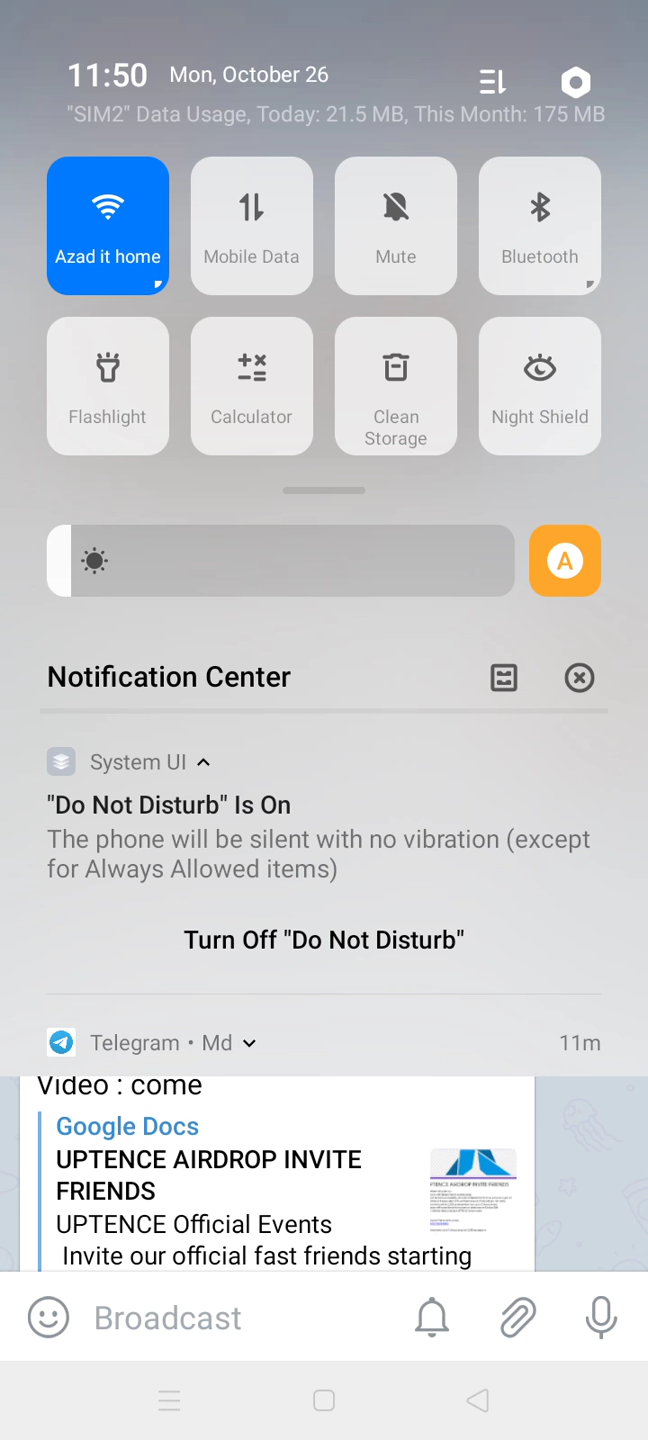 11:50 Mon, October 26
"SIM2" Data Usage, Today: 21.5 MB, This Month: 175 MB
Azad it home
Mobile Data
Mute
Bluetooth
Flashlight
Calculator
Clean
Storage
Night Shield
A
Notification Center
System UI
"Do Not Disturb" Is On
The phone will be silent with no vibration (except
for Always Allowed items)
Turn Off "Do Not Disturb"
Telegram • Md 11m
Video : come
Google Docs
UPTENCE AIRDROP INVITE
FRIENDS
UPTENCE Official Events
Invite our official fast friends starting
Broadcast